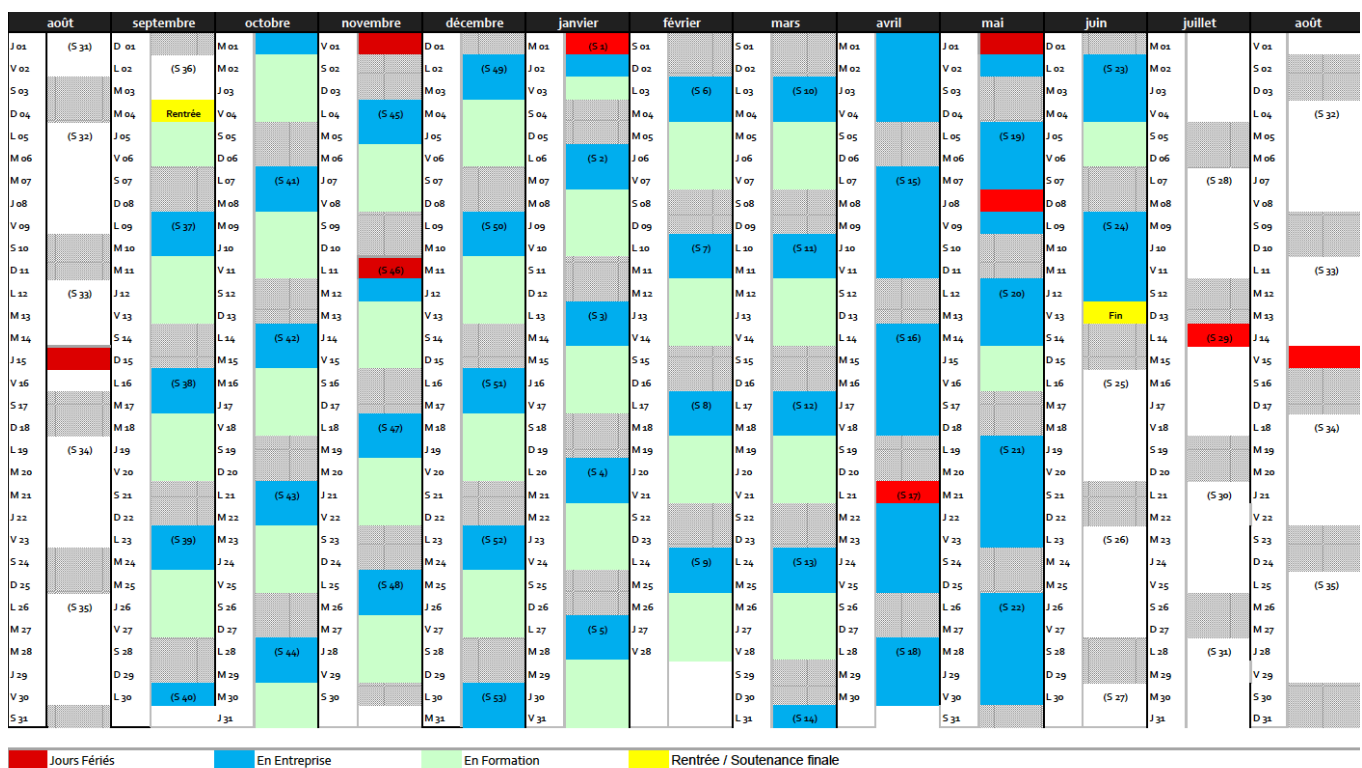 août septembre octobre novembre décembre janvier février mars avril mai juin juillet août
J 01 (S 31) D 01 M 01 V 01 D 01 M 01 (S 1) S 01 S 01 M 01 J 01 D 01 M 01 V 01
V 02 L 02 (S 36) M 02 S 02 L 02 (S 49) J 02 D 02 D 02 M 02 V 02 L 02 (S 23) M 02 S 02
S 03 M 03 J 03 D 03 M 03 V 03 L 03 (S 6) L 03 (S 10) J 03 S 03 M 03 J 03 D 03
D 04 M 04 Rentrée V 04 L 04 (S 45) M 04 S 04 M 04 M 04 V 04 D 04 M 04 V 04 L 04 (S 32)
L 05 (S 32) J 05 S 05 M 05 J 05 D 05 M 05 M 05 S 05 L 05 (S 19) J 05 S 05 M 05
M 06 V 06 D 06 M 06 V 06 L 06 (S 2) J 06 J 06 D 06 M 06 V 06 D 06 M 06
M 07 S 07 L 07 (S 41) J 07 S 07 M 07 V 07 V 07 L 07 (S 15) M 07 S 07 L 07 (S 28) J 07
J 08 D 08 M 08 V 08 D 08 M 08 S 08 S 08 M 08 J 08 D 08 M 08 V 08
V 09 L 09 (S 37) M 09 S 09 L 09 (S 50) J 09 D 09 D 09 M 09 V 09 L 09 (S 24) M 09 S 09
S 10 M 10 J 10 D 10 M 10 V 10 L 10 (S 7) L 10 (S 11) J 10 S 10 M 10 J 10 D 10
D 11 M 11 V 11 L 11 (S 46) M 11 S 11 M 11 M 11 V 11 D 11 M 11 V 11 L 11 (S 33)
L 12 (S 33) J 12 S 12 M 12 J 12 D 12 M 12 M 12 S 12 L 12 (S 20) J 12 S 12 M 12
M 13 V 13 D 13 M 13 V 13 L 13 (S 3) J 13 J 13 D 13 M 13 V 13 Fin D 13 M 13
M 14 S 14 L 14 (S 42) J 14 S 14 M 14 V 14 V 14 L 14 (S 16) M 14 S 14 L 14 (S 29) J 14
J 15 D 15 M 15 V 15 D 15 M 15 S 15 S 15 M 15 J 15 D 15 M 15 V 15
V 16 L 16 (S 38) M 16 S 16 L 16 (S 51) J 16 D 16 D 16 M 16 V 16 L 16 (S 25) M 16 S 16
S 17 M 17 J 17 D 17 M 17 V 17 L 17 (S 8) L 17 (S 12) J 17 S 17 M 17 J 17 D 17
D 18 M 18 V 18 L 18 (S 47) M 18 S 18 M 18 M 18 V 18 D 18 M 18 V 18 L 18 (S 34)
L 19 (S 34) J 19 S 19 M 19 J 19 D 19 M 19 M 19 S 19 L 19 (S 21) J 19 S 19 M 19
M 20 V 20 D 20 M 20 V 20 L 20 (S 4) J 20 J 20 D 20 M 20 V 20 D 20 M 20
M 21 S 21 L 21 (S 43) J 21 S 21 M 21 V 21 V 21 L 21 (S 17) M 21 S 21 L 21 (S 30) J 21
J 22 D 22 M 22 V 22 D 22 M 22 S 22 S 22 M 22 J 22 D 22 M 22 V 22
V 23 L 23 (S 39) M 23 S 23 L 23 (S 52) J 23 D 23 D 23 M 23 V 23 L 23 (S 26) M 23 S 23
S 24 M 24 J 24 D 24 M 24 V 24 L 24 (S 9) L 24 (S 13) J 24 S 24 M 24 J 24 D 24
D 25 M 25 V 25 L 25 (S 48) M 25 S 25 M 25 M 25 V 25 D 25 M 25 V 25 L 25 (S 35)
L 26 (S 35) J 26 S 26 M 26 J 26 D 26 M 26 M 26 S 26 L 26 (S 22) J 26 S 26 M 26
M 27 V 27 D 27 M 27 V 27 L 27 (S 5) J 27 J 27 D 27 M 27 V 27 D 27 M 27
M 28 S 28 L 28 (S 44) J 28 S 28 M 28 V 28 V 28 L 28 (S 18) M 28 S 28 L 28 (S 31) J 28
J 29 D 29 M 29 V 29 D 29 M 29 S 29 M 29 J 29 D 29 M 29 V 29
V 30 L 30 (S 40) M 30 S 30 L 30 (S 53) J 30 D 30 M 30 V 30 L 30 (S 27) M 30 S 30
S 31 J 31 M 31 V 31 L 31 (S 14) S 31 J 31 D 31
Jours Fériés En Entreprise En Formation Rentrée / Soutenance finale